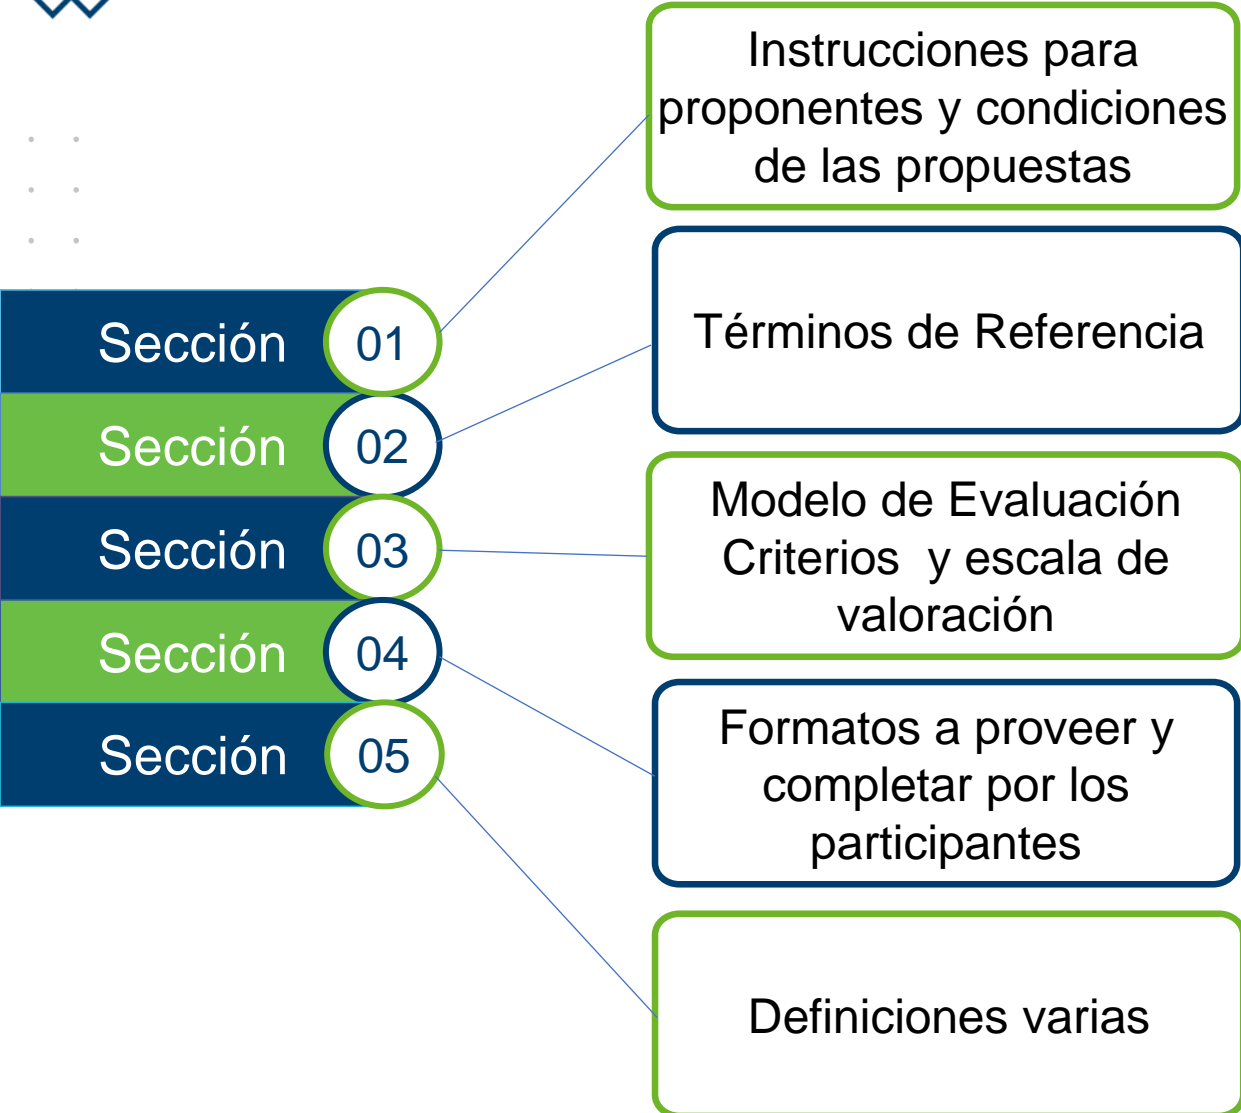 Sección 01
Instrucciones para
proponentes y condiciones
de las propuestas
Sección 02
Términos de Referencia
Sección 03
Modelo de Evaluación
Criterios  y escala de
valoración
Sección 04
Formatos a proveer y
completar por los
participantes
Sección 05
Definiciones varias